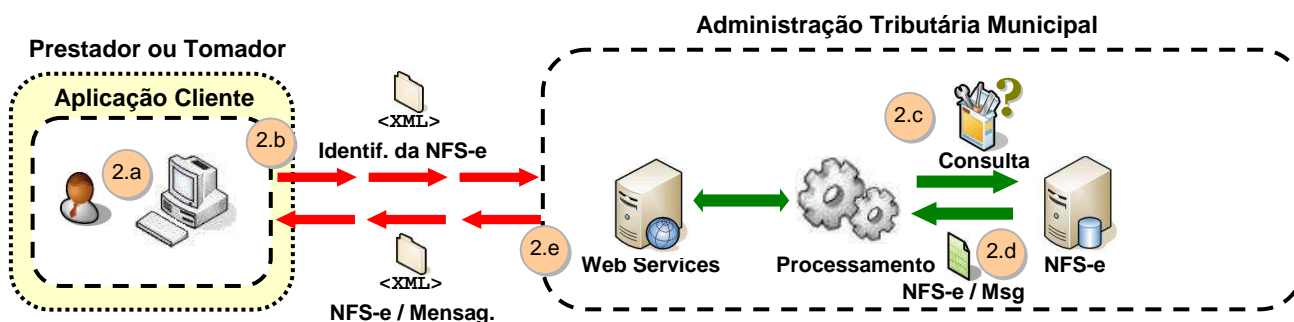 Administração Tributária Municipal
Prestador ou Tomador
Aplicação Cliente
2.a
2.b
<XML>
Identif. da NFS-e
2.c
?
Consulta
2.e
Web Services
Processamento
2.d
NFS-e
NFS-e / Msg
<XML>
NFS-e / Mensag.